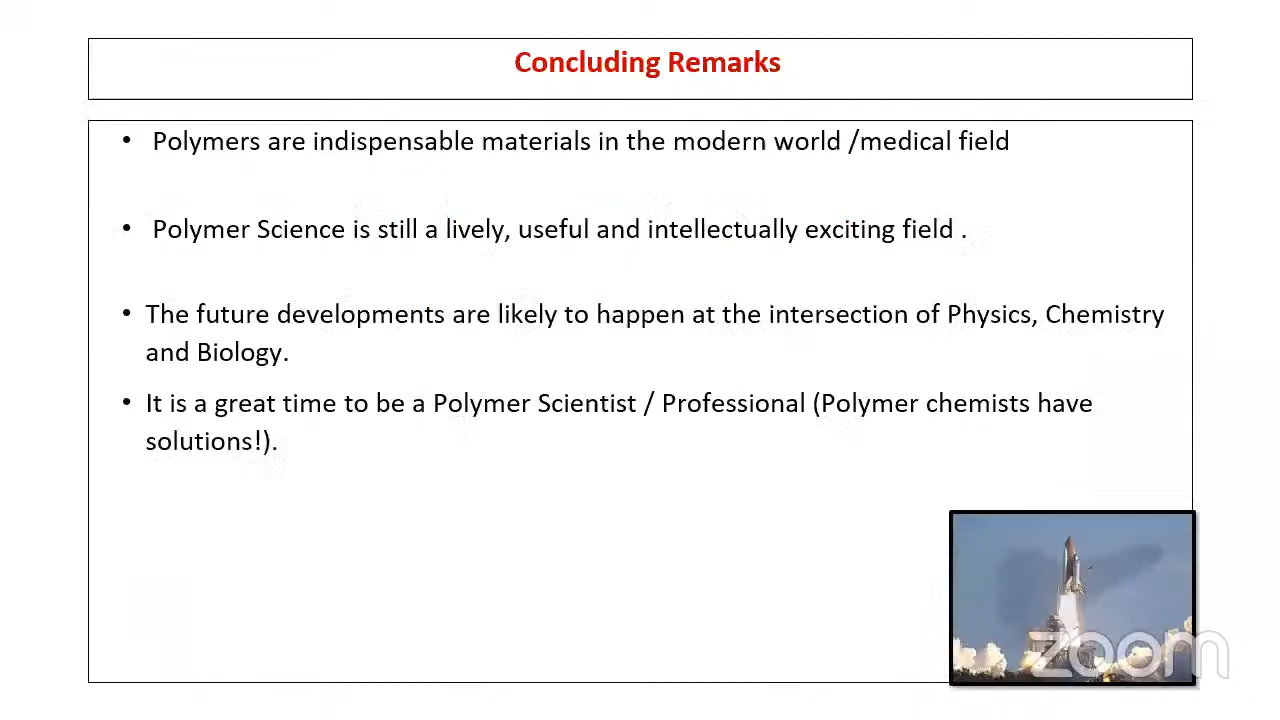 Concluding Remarks
• Polymers are indispensable materials in the modern world /medical field
• Polymer Science is still a lively, useful and intellectually exciting field .
• The future developments are likely to happen at the intersection of Physics, Chemistry
and Biology.
• It is a great time to be a Polymer Scientist / Professional (Polymer chemists have
solutions!).
zoom